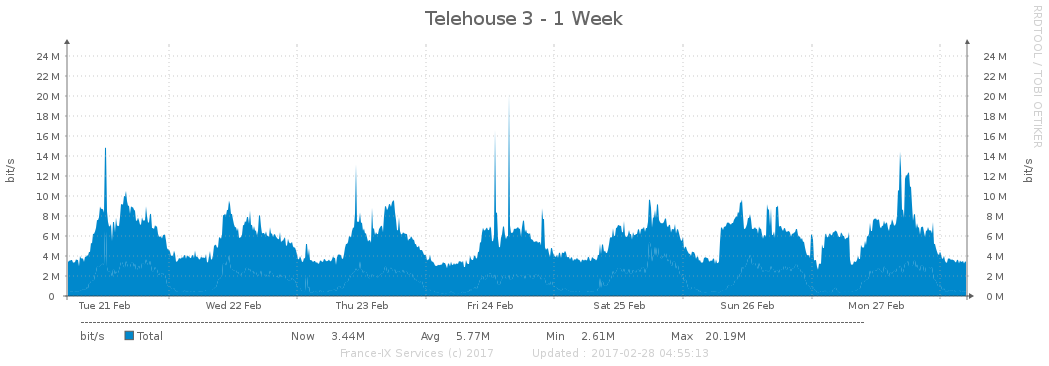 Telehouse 3 - 1 Week
RRDTOOL / TOBI OETIKER
24 M 24 M
22 M 22 M
20 M 20 M
18 M 18 M
16 M 16 M
14 M 14 M
12 M 12 M
10 M 10 M
8 M 8 M
6 M 6 M
4 M 4 M
2 M 2 M
0 0 M
bit/s bit/s
Tue 21 Feb Wed 22 Feb Thu 23 Feb Fri 24 Feb Sat 25 Feb Sun 26 Feb Mon 27 Feb
bit/s Total Now 3.44M Avg 5.77M Min 2.61M Max 20.19M
France-IX Services (c) 2017 Updated : 2017-02-28 04:55:13